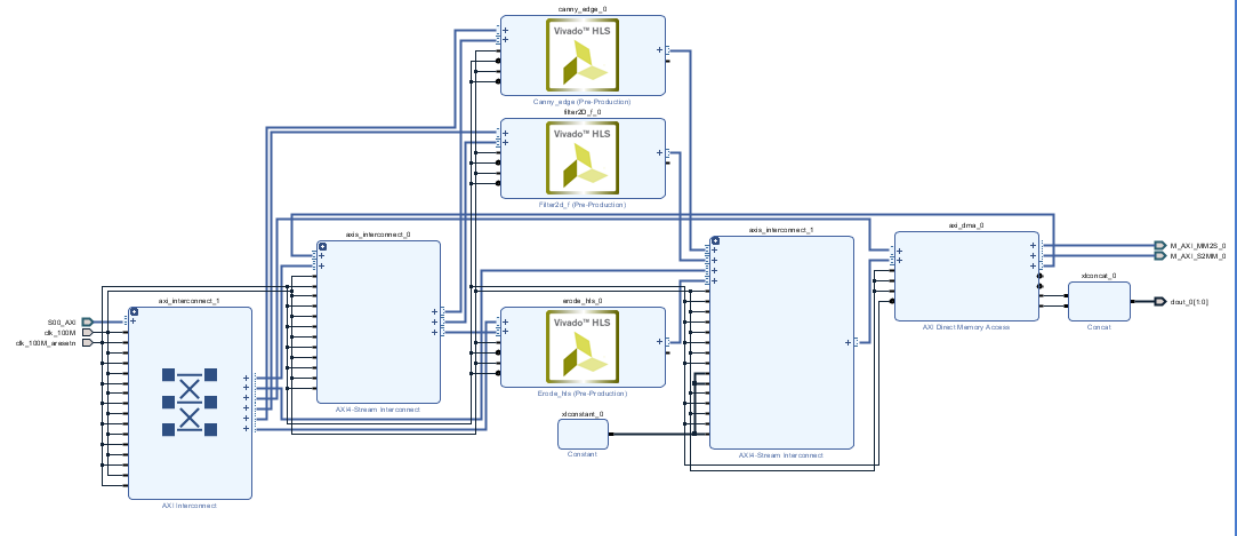 canny_edge_0
Vivado™ HLS
Canny_edge (Pre-Production)
filter2D_f_0
Vivado™ HLS
Filter2d_f (Pre-Production)
axis_interconnect_0
AXI4-Stream Interconnect
axis_interconnect_1
AXI4-Stream Interconnect
axi_dma_0
AXI Direct Memory Access
M_AXI_MM2S_0
M_AXI_S2MM_0
xlconcat_0
dout_0[1:0]
Concat
axi_interconnect_1
S00_AXI
clk_100M
clk_100M_aresetn
AXI Interconnect
erode_hls_0
Vivado™ HLS
Erode_hls (Pre-Production)
xlconstant_0
Constant